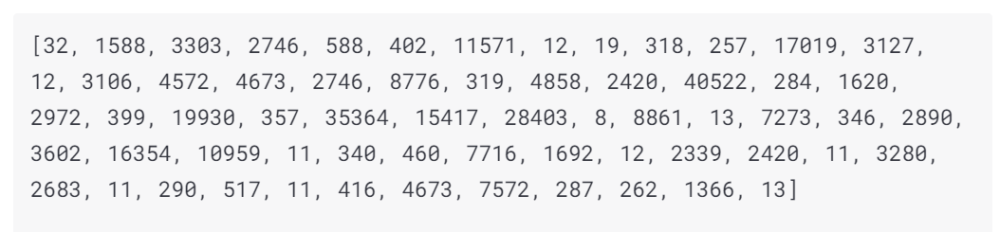 [32, 1588, 3303, 2746, 588, 402, 11571, 12, 19, 318, 257, 17019, 3127,
12, 3106, 4572, 4673, 2746, 8776, 319, 4858, 2420, 40522, 284, 1620,
2972, 399, 19930, 357, 35364, 15417, 28403, 8, 8861, 13, 7273, 346, 2890,
3602, 16354, 10959, 11, 340, 460, 7716, 1692, 12, 2339, 2420, 11, 3280,
2683, 11, 290, 517, 11, 416, 4673, 7572, 287, 262, 1366, 13]